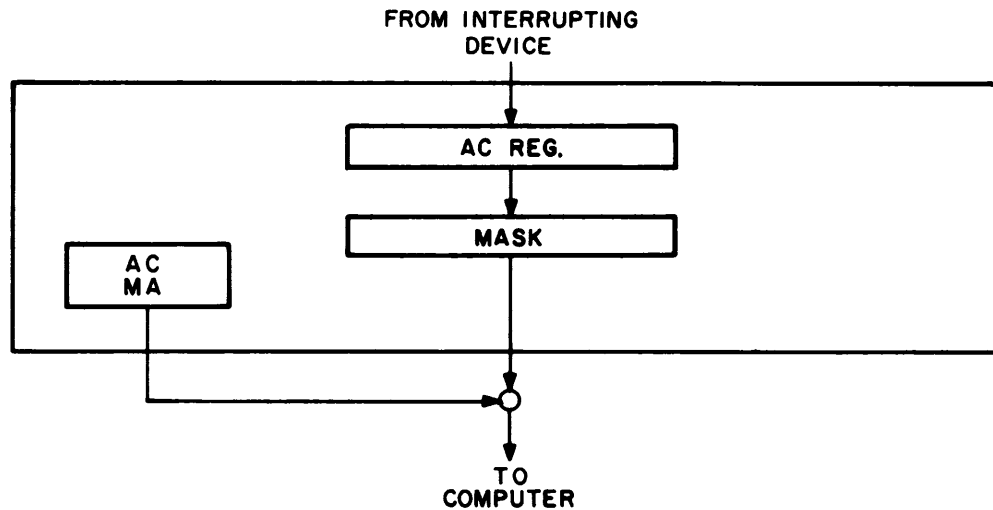 FROM INTERRUPTING
DEVICE
AC REG.
MASK
AC
MA
TO
COMPUTER